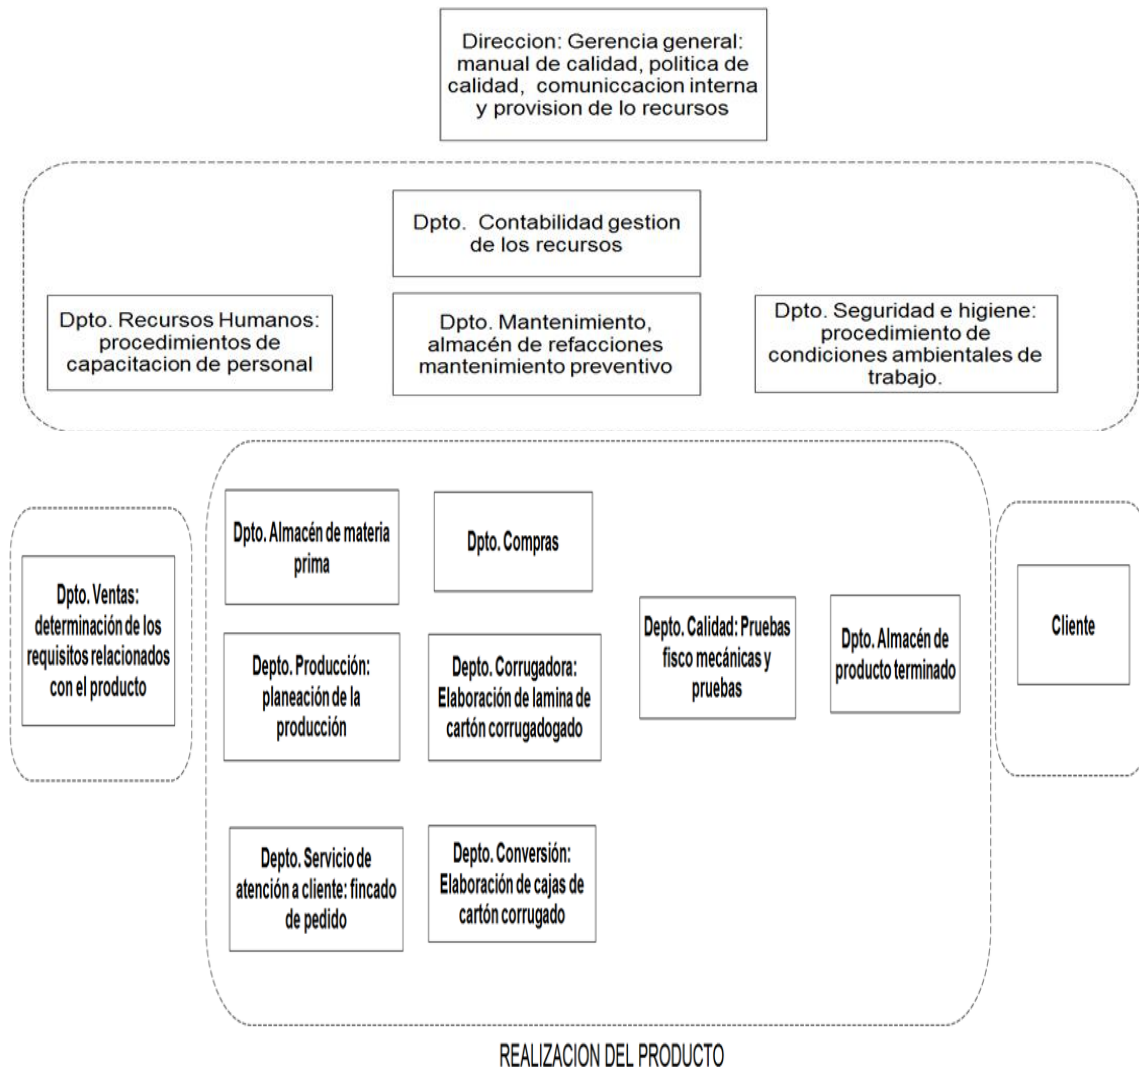 Direccion: Gerencia general:
manual de calidad, politica de
calidad, comuniccacion interna
y provision de lo recursos
Dpto. Contabilidad gestion
de los recursos
Dpto. Recursos Humanos:
procedimientos de
capacitacion de personal
Dpto. Mantenimiento,
almacén de refacciones
mantenimiento preventivo
Dpto. Seguridad e higiene:
procedimiento de
condiciones ambientales de
trabajo.
Dpto. Ventas:
determinación de los
requisitos relacionados
con el producto
Dpto. Almacén de materia
prima
Dpto. Compras
Depto. Producción:
planeación de la
producción
Depto. Corrugadora:
Elaboración de lamina de
cartón corrugadogado
Depto. Calidad: Pruebas
fisco mecánicas y
pruebas
Dpto. Almacén de
producto terminado
Cliente
Depto. Servicio de
atención a cliente: fincado
de pedido
Depto. Conversión:
Elaboración de cajas de
cartón corrugado
REALIZACION DEL PRODUCTO